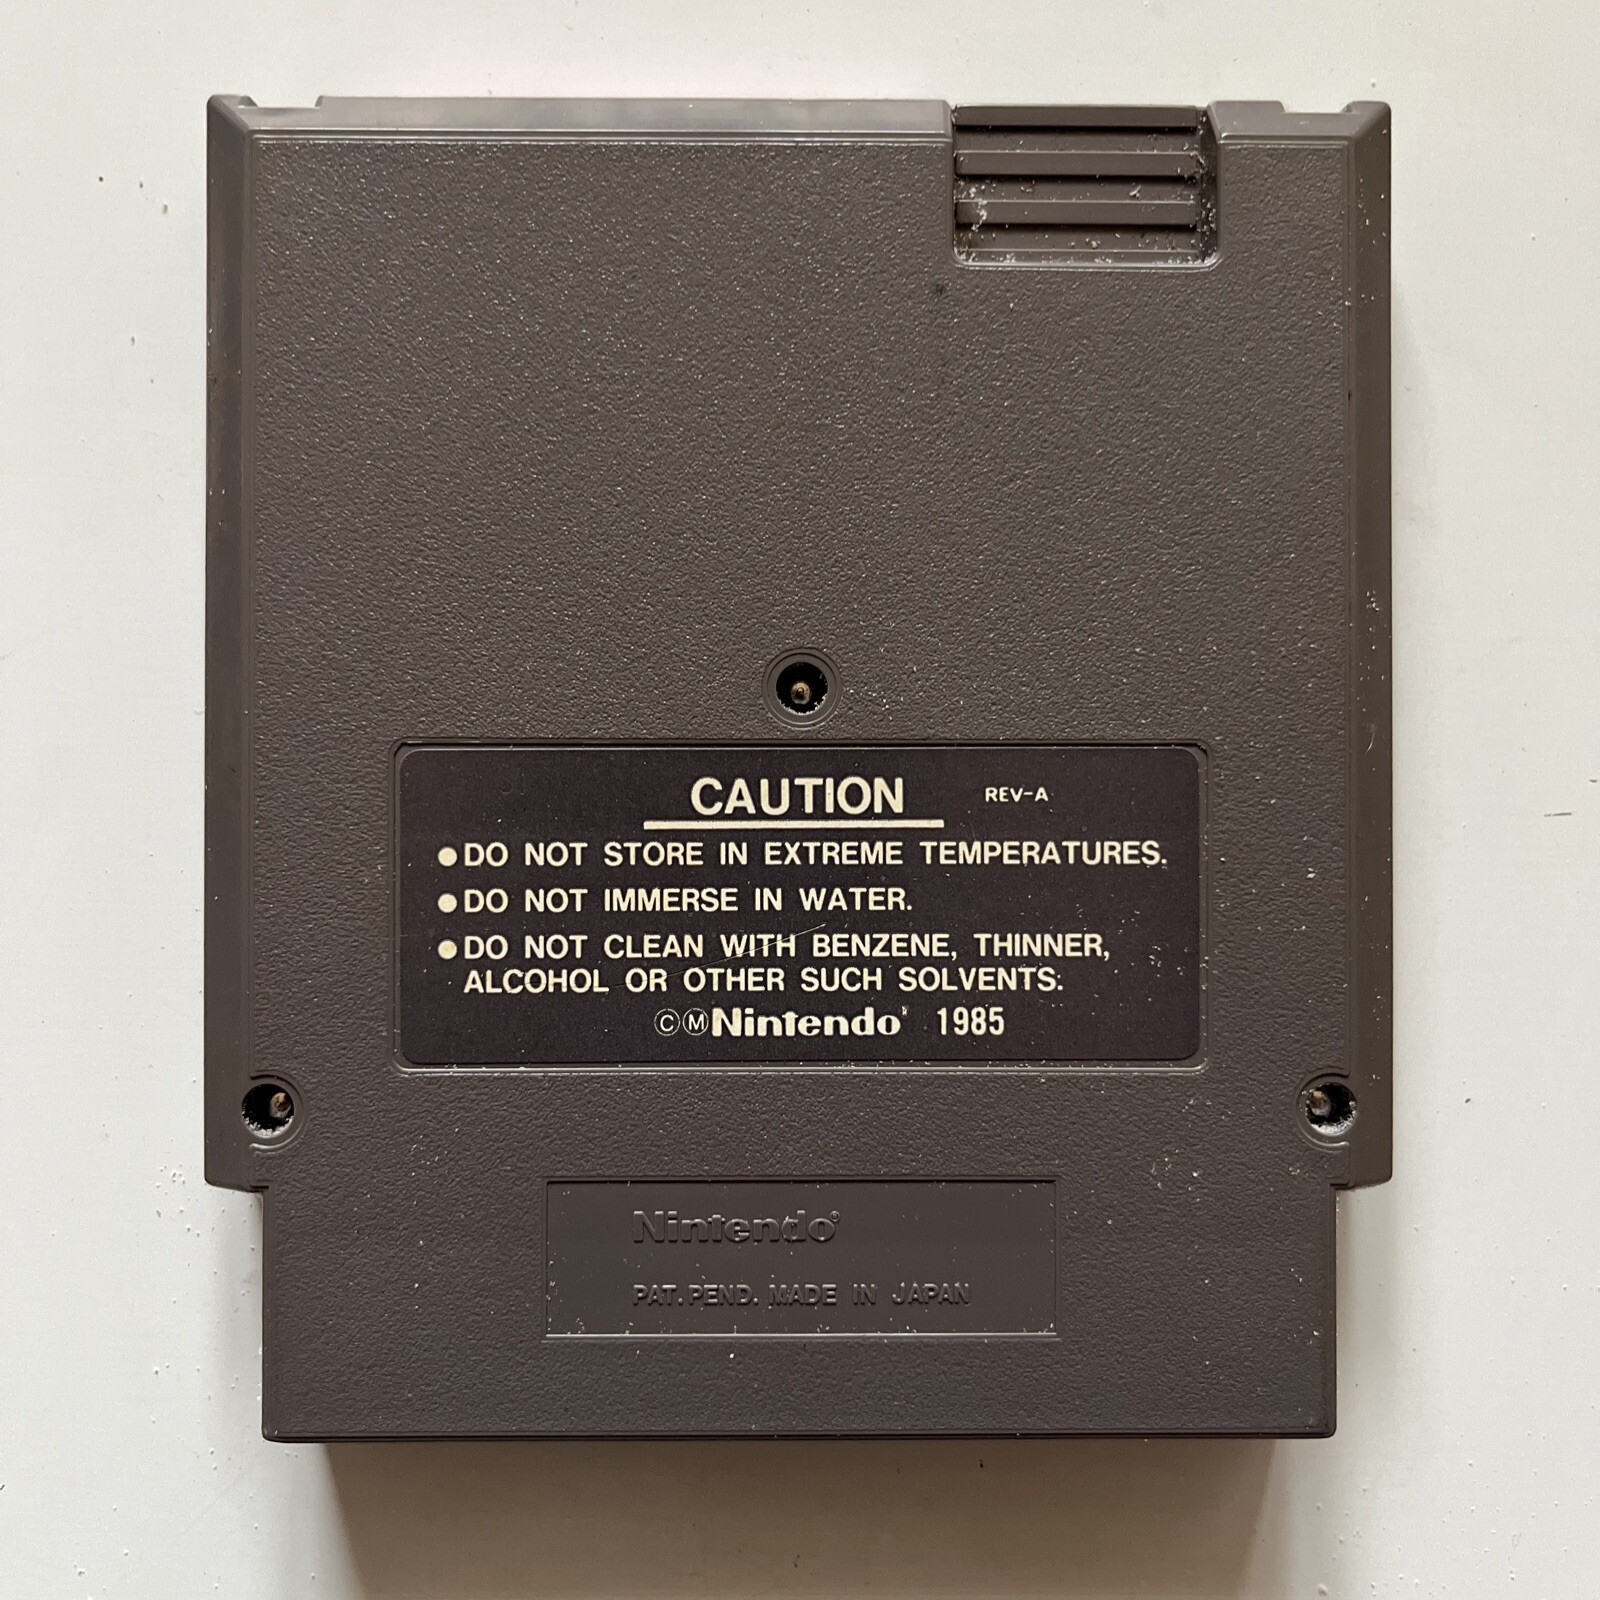 CAUTION REV-A
●DO NOT STORE IN EXTREME TEMPERATURES.
●DO NOT IMMERSE IN WATER.
●DO NOT CLEAN WITH BENZENE, THINNER,
ALCOHOL OR OTHER SUCH SOLVENTS.
ⒸⓂNintendo® 1985
Nintendo®
PAT. PEND. MADE IN JAPAN